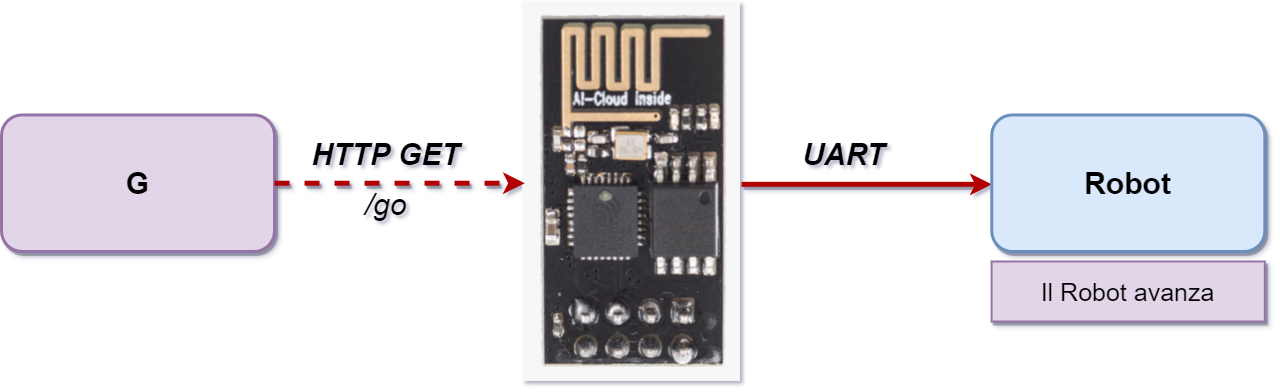 G
HTTP GET
/go
AI-Cloud inside
UART
Robot
Il Robot avanza